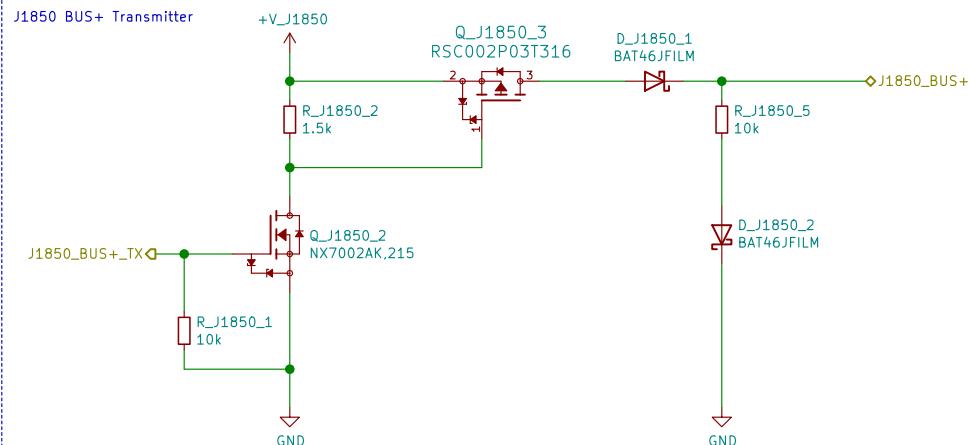 J1850 BUS+ Transmitter
+V_J1850
Q_J1850_3
RSC002P03T316
D_J1850_1
BAT46JFILM
2
3
1
J1850_BUS+
R_J1850_2
1.5k
R_J1850_5
10k
Q_J1850_2
NX7002AK,215
D_J1850_2
BAT46JFILM
J1850_BUS+_TX
R_J1850_1
10k
GND
GND